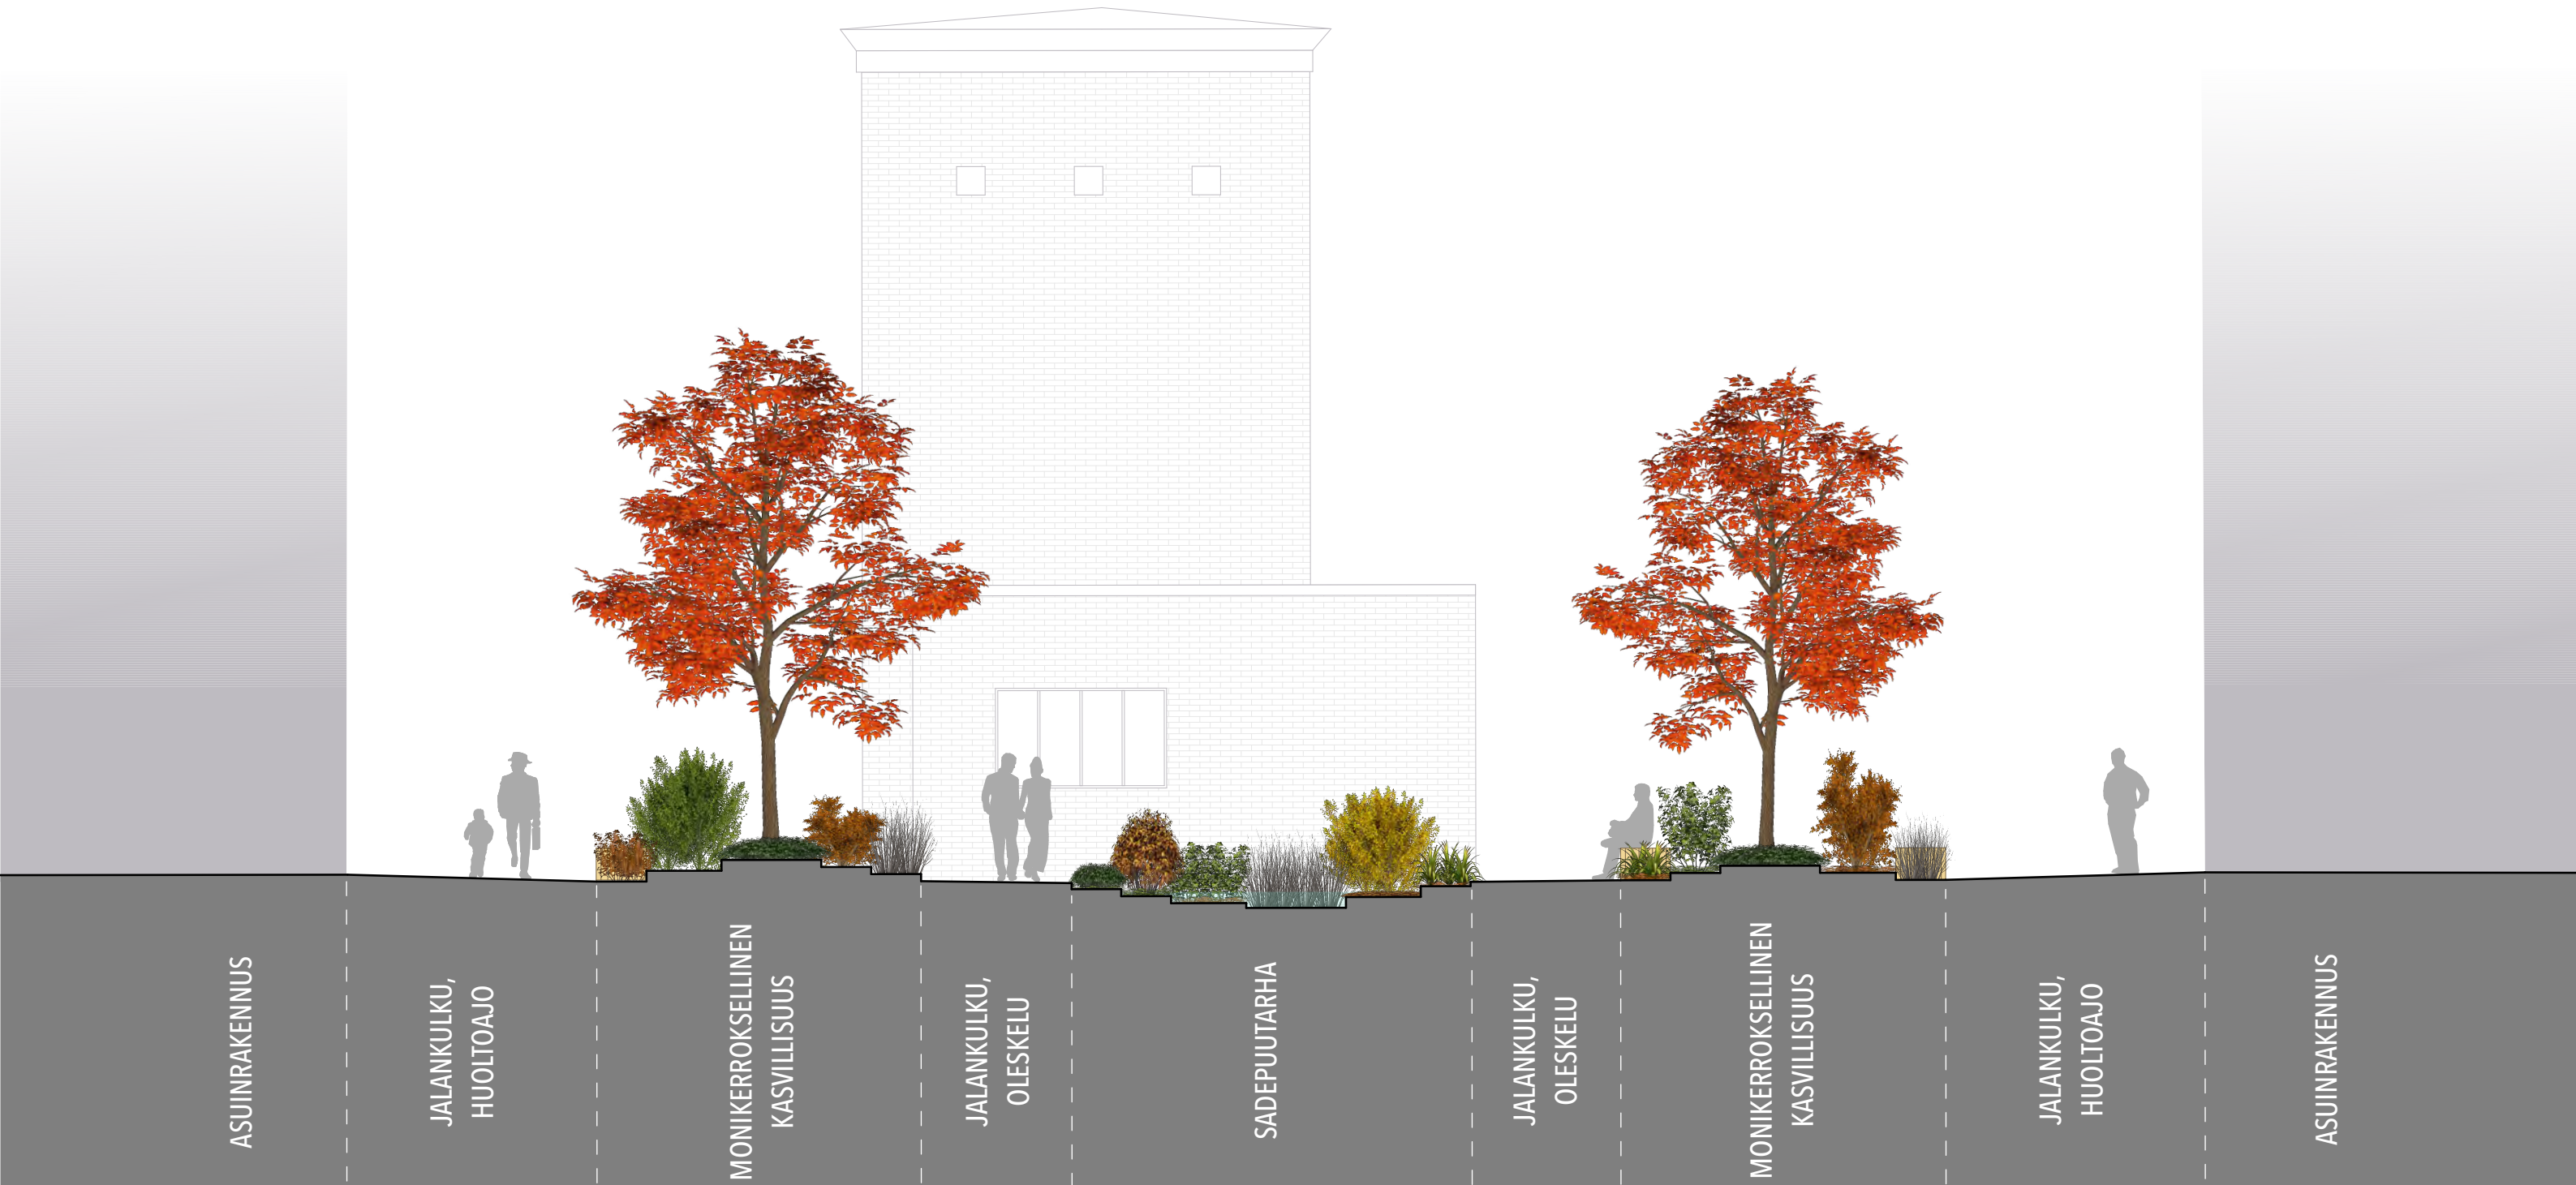 ASUINRAKENNUS
JALANKULKU,
HUOLTOAJO
MONIKERROKSELLINEN
KASVILLISUUS
JALANKULKU,
OLESKELU
SADEPUUTARHA
JALANKULKU,
OLESKELU
MONIKERROKSELLINEN
KASVILLISUUS
JALANKULKU,
HUOLTOAJO
ASUINRAKENNUS